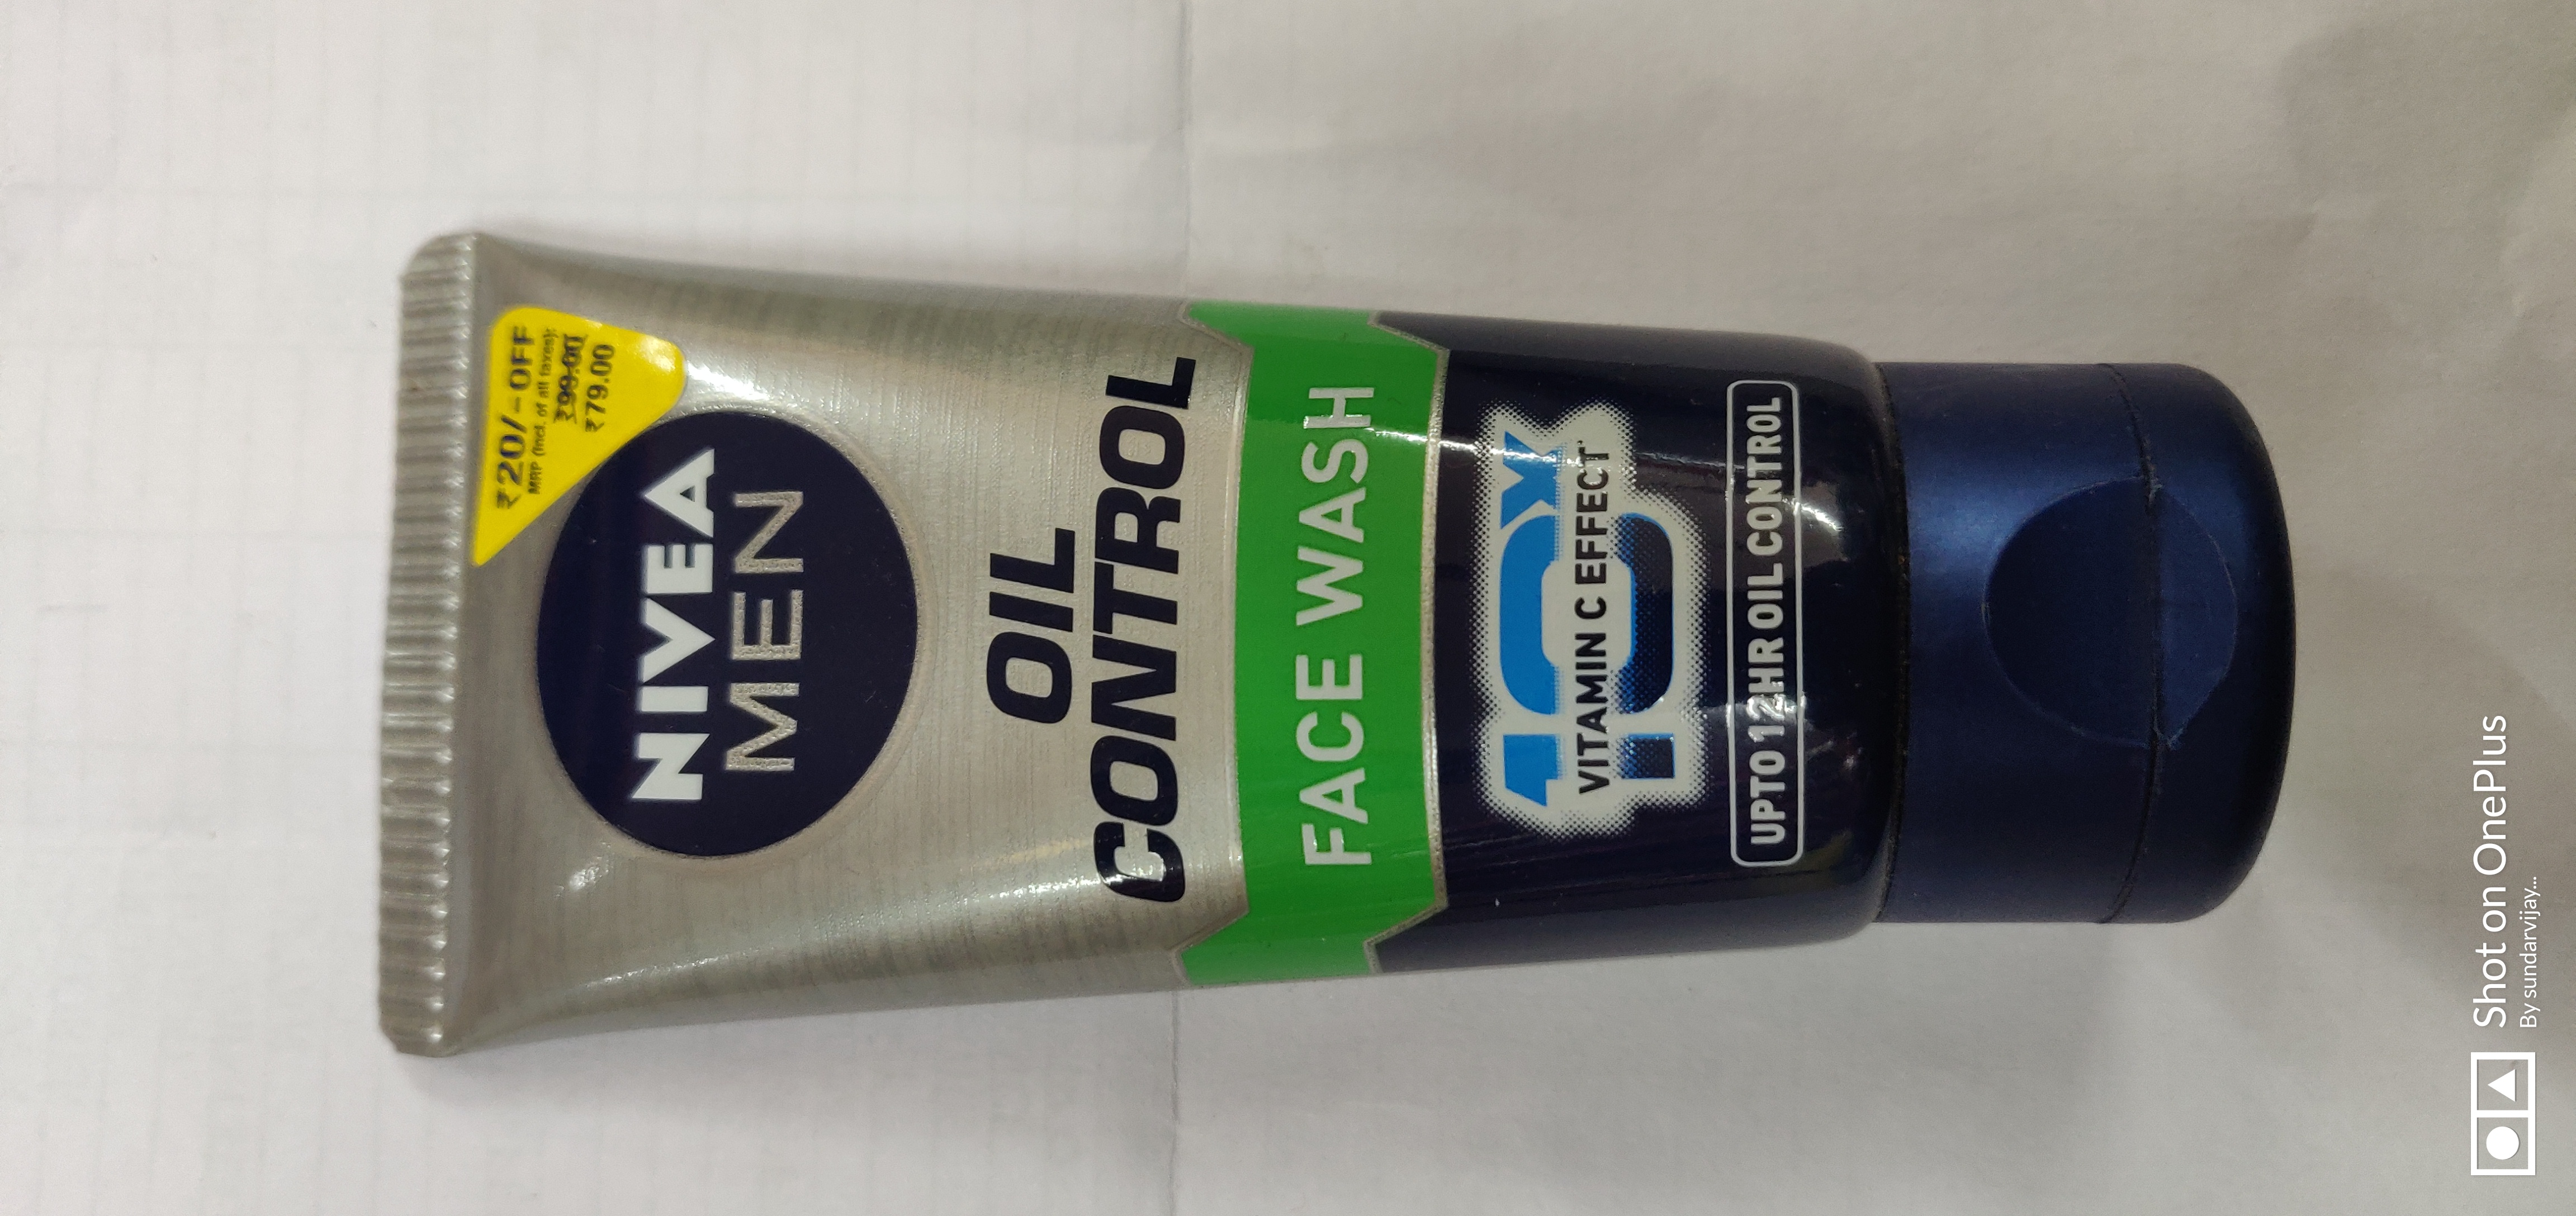 ₹20/- OFF
MRP (incl. of all taxes):
₹99.00
₹79.00
NIVEA
MEN
OIL
CONTROL
FACE WASH
10X
VITAMIN C EFFECT*
UPTO 12HR OIL CONTROL
Shot on OnePlus
By sundarvijay...